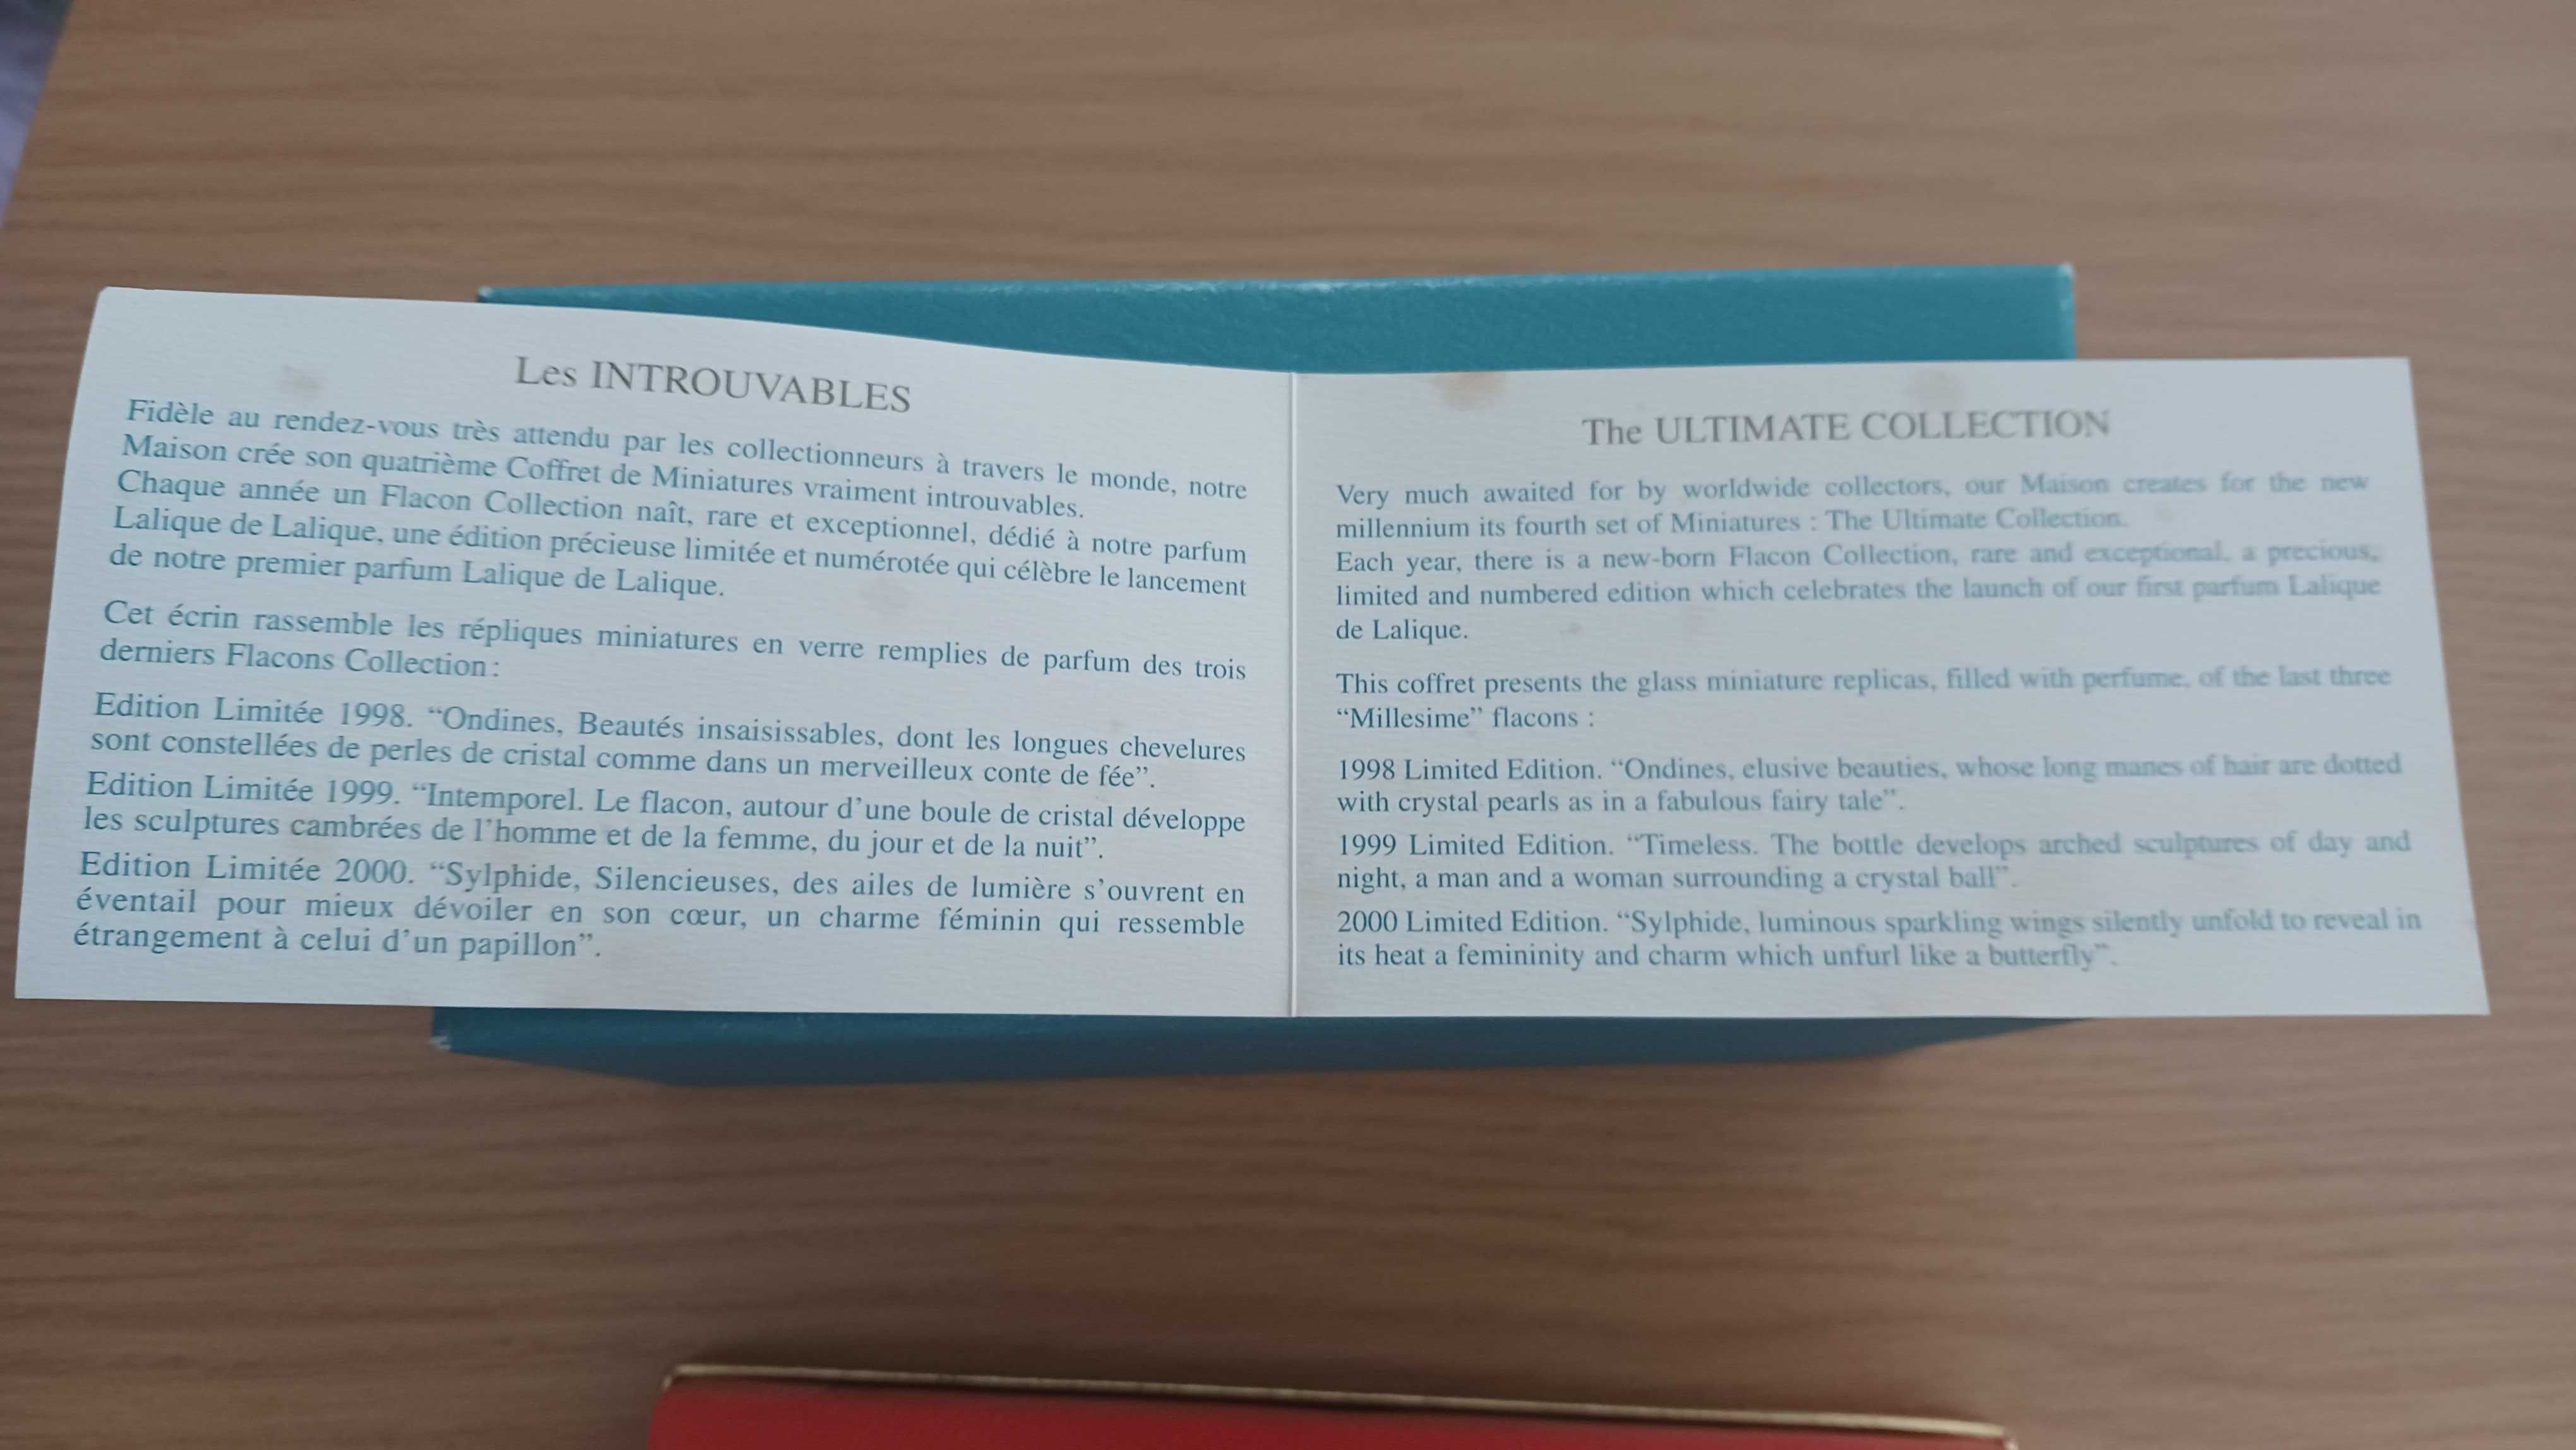 Les INTROUVABLES
Fidèle au rendez-vous très attendu par les collectionneurs à travers le monde, notre
Maison crée son quatrième Coffret de Miniatures vraiment introuvables.
Chaque année un Flacon Collection naît, rare et exceptionnel, dédié à notre parfum
Lalique de Lalique, une édition précieuse limitée et numérotée qui célèbre le lancement
de notre premier parfum Lalique de Lalique.
Cet écrin rassemble les répliques miniatures en verre remplies de parfum des trois
derniers Flacons Collection :
Edition Limitée 1998. “Ondines, Beautés insaisissables, dont les longues chevelures
sont constellées de perles de cristal comme dans un merveilleux conte de fée”.
Edition Limitée 1999. “Intemporel. Le flacon, autour d’une boule de cristal développe
les sculptures cambrées de l’homme et de la femme, du jour et de la nuit”.
Edition Limitée 2000. “Sylphide, Silencieuses, des ailes de lumière s’ouvrent en
éventail pour mieux dévoiler en son cœur, un charme féminin qui ressemble
étrangement à celui d’un papillon”.
The ULTIMATE COLLECTION
Very much awaited for by worldwide collectors, our Maison creates for the new
millennium its fourth set of Miniatures : The Ultimate Collection.
Each year, there is a new-born Flacon Collection, rare and exceptional, a precious,
limited and numbered edition which celebrates the launch of our first parfum Lalique
de Lalique.
This coffret presents the glass miniature replicas, filled with perfume, of the last three
“Millesime” flacons :
1998 Limited Edition. “Ondines, elusive beauties, whose long manes of hair are dotted
with crystal pearls as in a fabulous fairy tale”.
1999 Limited Edition. “Timeless. The bottle develops arched sculptures of day and
night, a man and a woman surrounding a crystal ball”.
2000 Limited Edition. “Sylphide, luminous sparkling wings silently unfold to reveal in
its heat a femininity and charm which unfurl like a butterfly”.